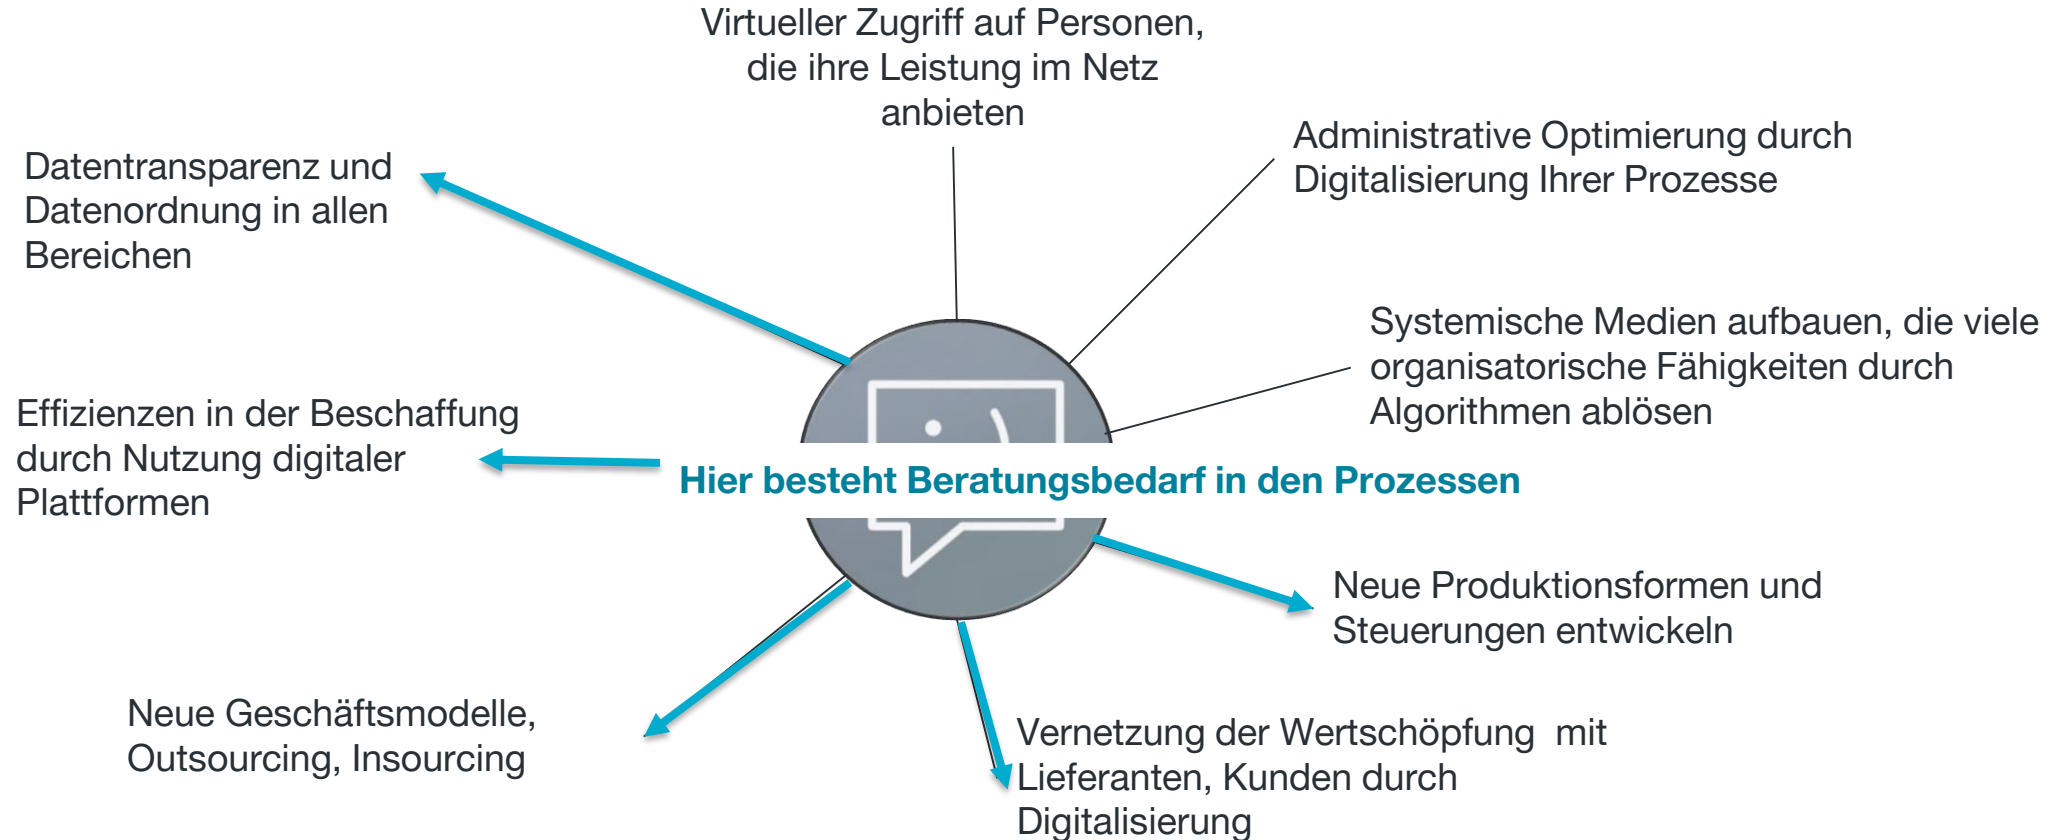 Virtueller Zugriff auf Personen,
die ihre Leistung im Netz
anbieten
Administrative Optimierung durch
Digitalisierung Ihrer Prozesse
Datentransparenz und
Datenordnung in allen
Bereichen
Systemische Medien aufbauen, die viele
organisatorische Fähigkeiten durch
Algorithmen ablösen
Effizienzen in der Beschaffung
durch Nutzung digitaler
Plattformen
Hier besteht Beratungsbedarf in den Prozessen
Neue Produktionsformen und
Steuerungen entwickeln
Neue Geschäftsmodelle,
Outsourcing, Insourcing
Vernetzung der Wertschöpfung  mit
Lieferanten, Kunden durch
Digitalisierung